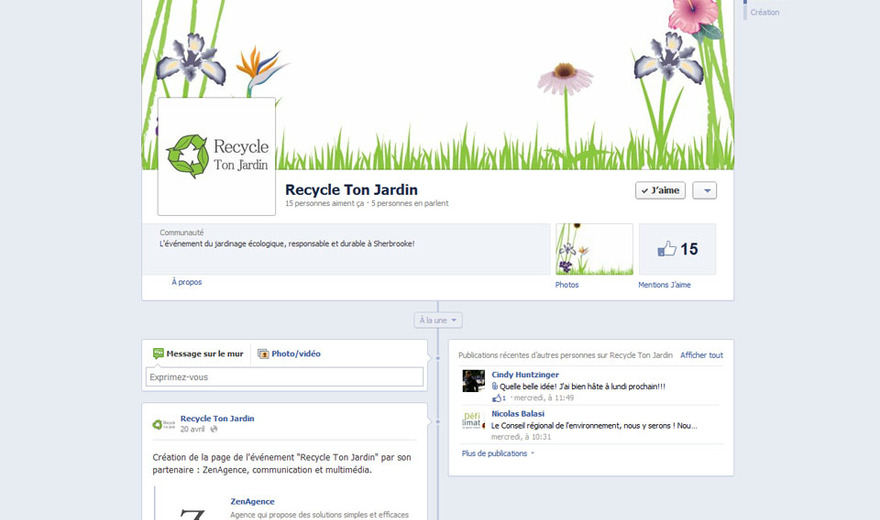 Création
Recycle
Ton Jardin
Recycle Ton Jardin
15 personnes aiment ça · 5 personnes en parlent
J'aime
Communauté
L'événement du jardinage écologique, responsable et durable à Sherbrooke!
15
À propos
Photos
Mentions J'aime
À la une
Message sur le mur
Photo/vidéo
Exprimez-vous
Recycle Ton Jardin
20 avril
Création de la page de l'événement "Recycle Ton Jardin" par son
partenaire : ZenAgence, communication et multimédia.
Z
ZenAgence
Agence qui propose des solutions simples et efficaces
Publications récentes d'autres personnes sur Recycle Ton Jardin
Afficher tout
Cindy Huntzinger
Quelle belle idée! J'ai bien hâte à lundi prochain!!!
1 · mercredi, à 11:49
Défi
limat
Nicolas Balasi
Le Conseil régional de l'environnement, nous y serons ! Nou...
mercredi, à 10:31
Plus de publications